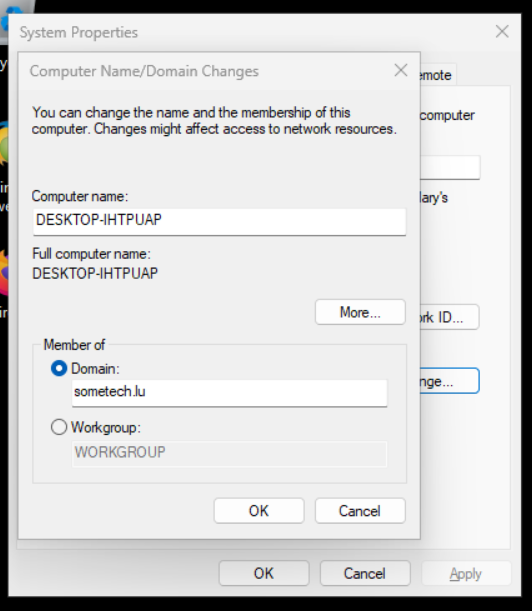 System Properties
Computer Name/Domain Changes
emote
You can change the name and the membership of this
computer. Changes might affect access to network resources.
computer
Computer name:
DESKTOP-IHTPUAP
lary's
Full computer name:
DESKTOP-IHTPUAP
More...
ork ID...
Member of
Domain:
nge...
sometech.lu
Workgroup:
WORKGROUP
OK
Cancel
OK
Cancel
Apply